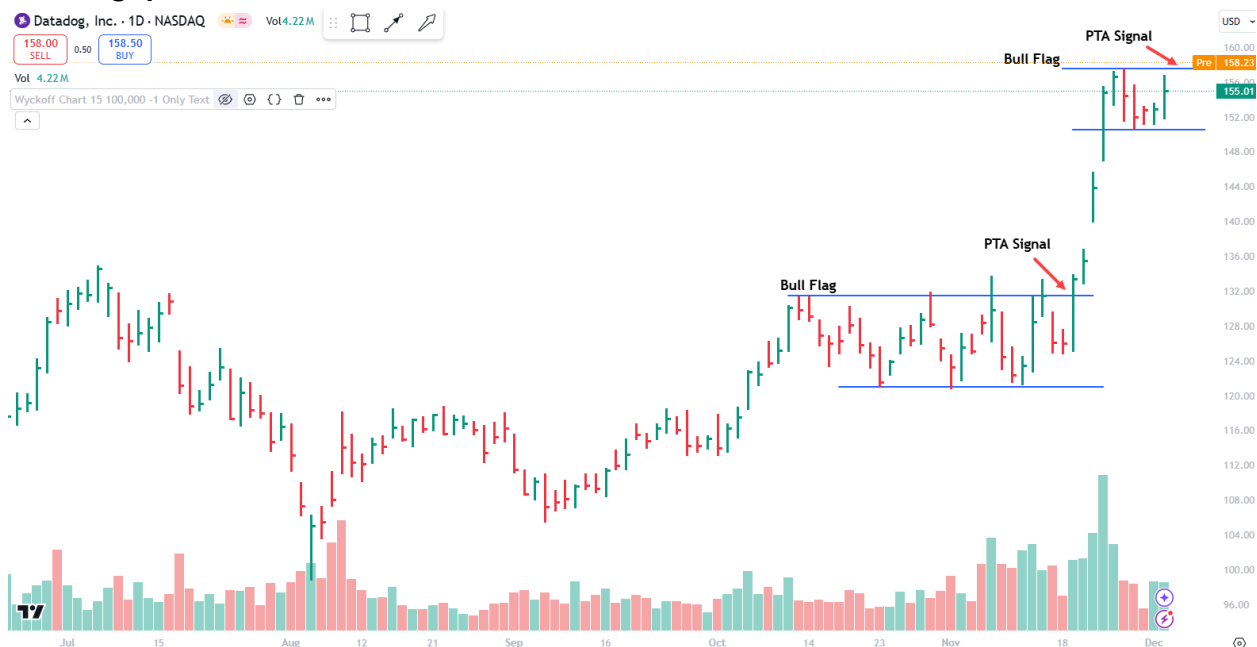 Datadog, Inc. · 1D · NASDAQ
Vol4.22 M
USD
158.00
SELL
0.50
158.50
BUY
Vol 4.22 M
Wyckoff Chart 15 100,000 -1 Only Text
PTA Signal
Bull Flag
PTA Signal
Bull Flag
160.00
Pre 158.23
156.00
155.01
152.00
148.00
144.00
140.00
136.00
132.00
128.00
124.00
120.00
116.00
112.00
108.00
104.00
100.00
96.00
Jul 15 Aug 12 21 Sep 16 Oct 14 23 Nov 18 Dec